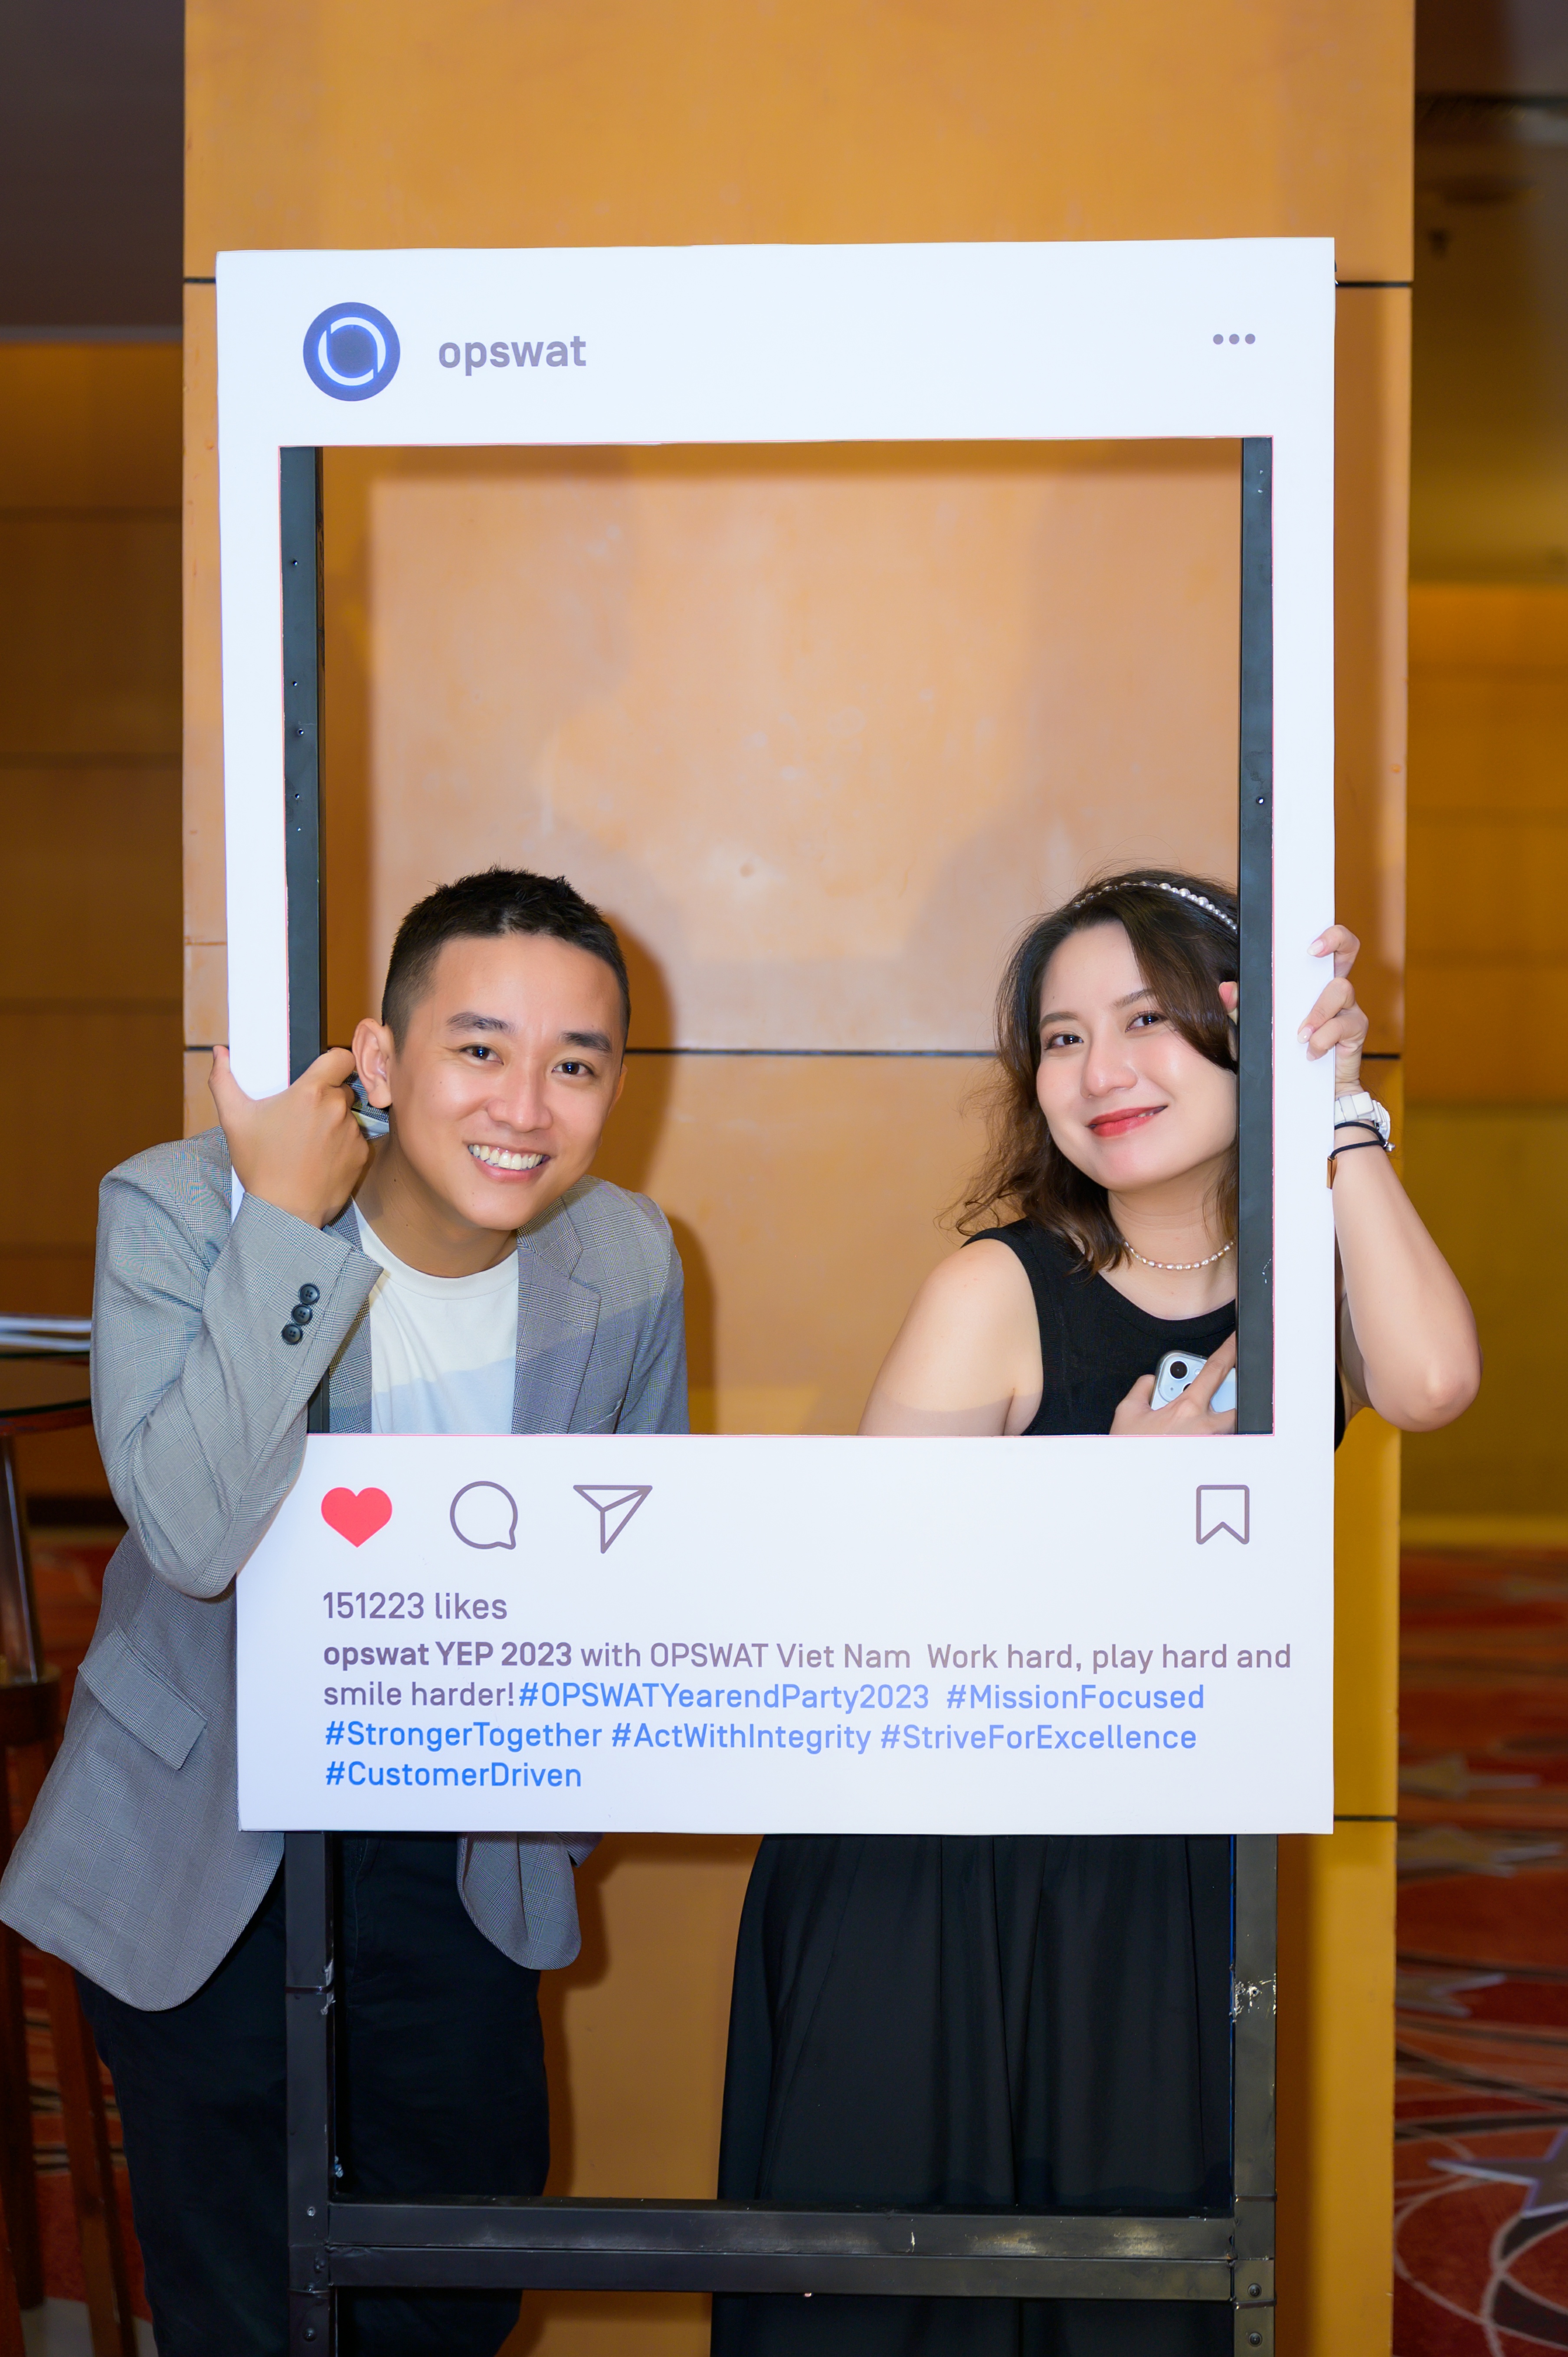 opswat
151223 likes
opswat YEP 2023 with OPSWAT Viet Nam Work hard, play hard and
smile harder!#OPSWATYearendParty2023 #MissionFocused
#StrongerTogether #ActWithIntegrity #StriveForExcellence
#CustomerDriven